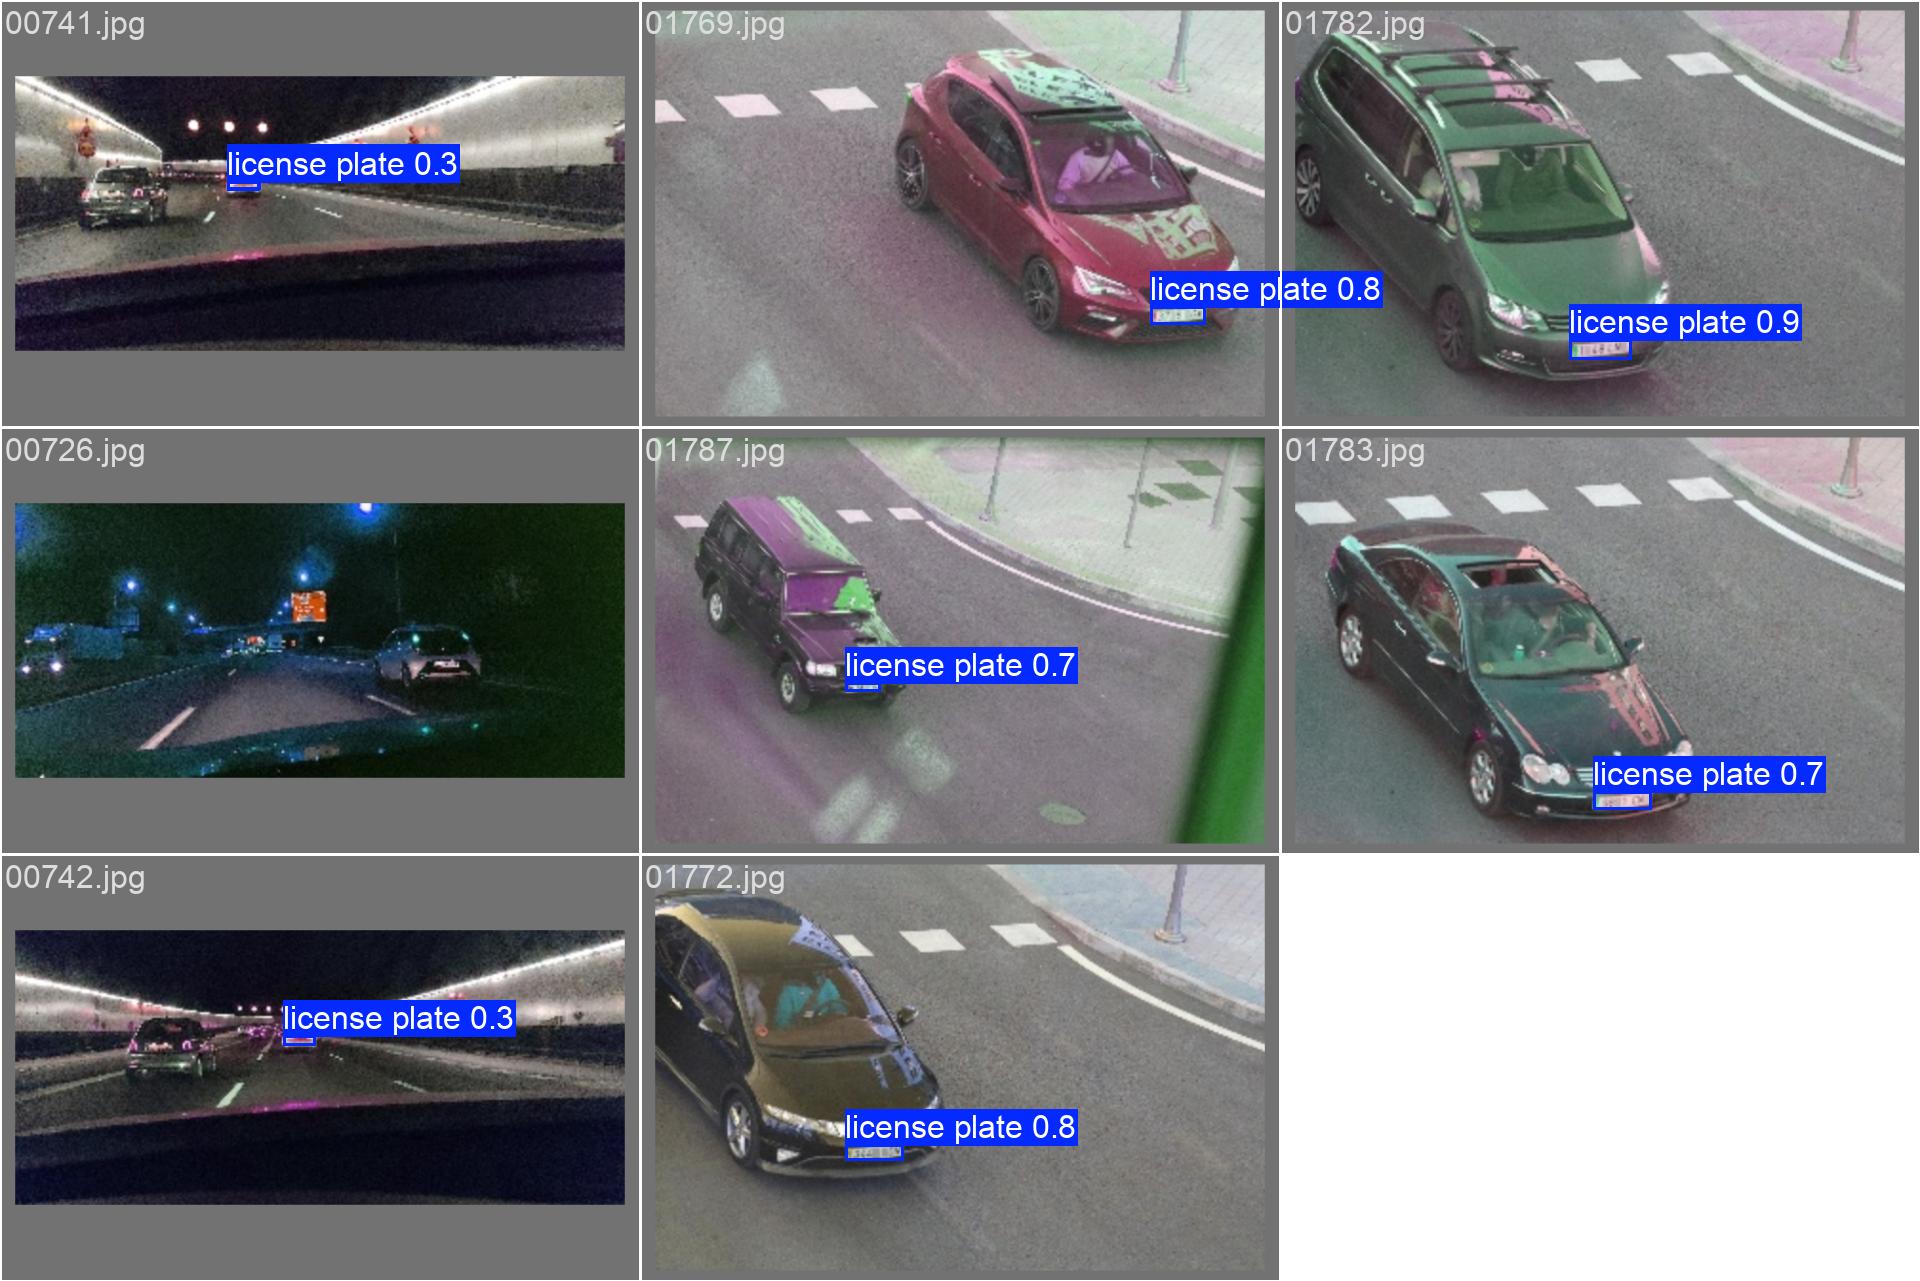 00741.jpg
license plate 0.3
01769.jpg
license plate 0.8
01782.jpg
license plate 0.9
00726.jpg
01787.jpg
license plate 0.7
01783.jpg
license plate 0.7
00742.jpg
license plate 0.3
01772.jpg
license plate 0.8